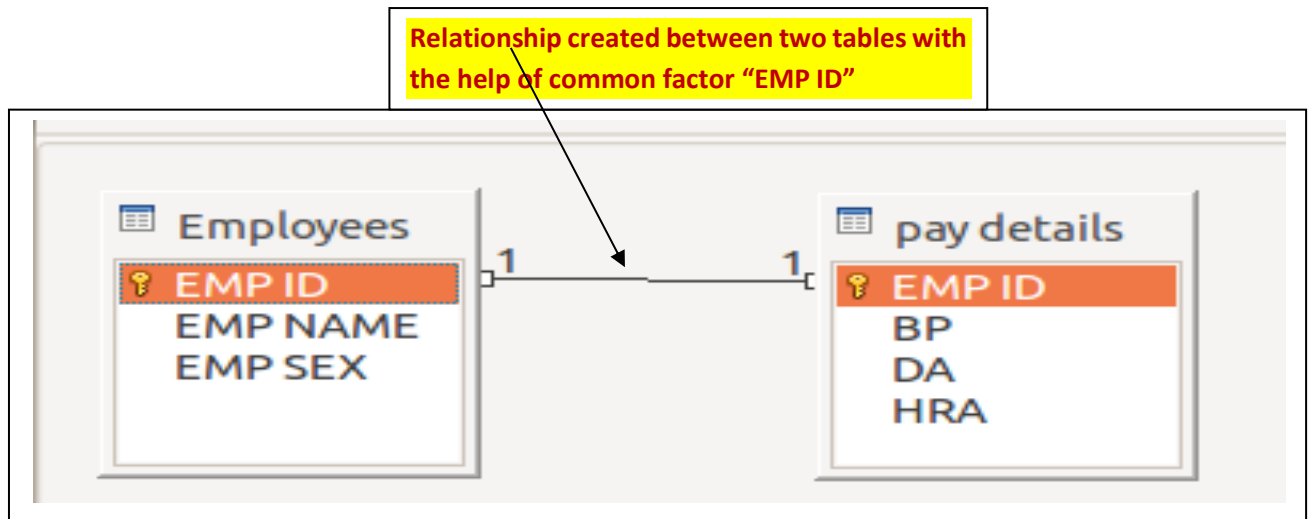 Relationship created between two tables with
the help of common factor “EMP ID”
Employees
EMP ID
EMP NAME
EMP SEX
1
1
pay details
EMP ID
BP
DA
HRA